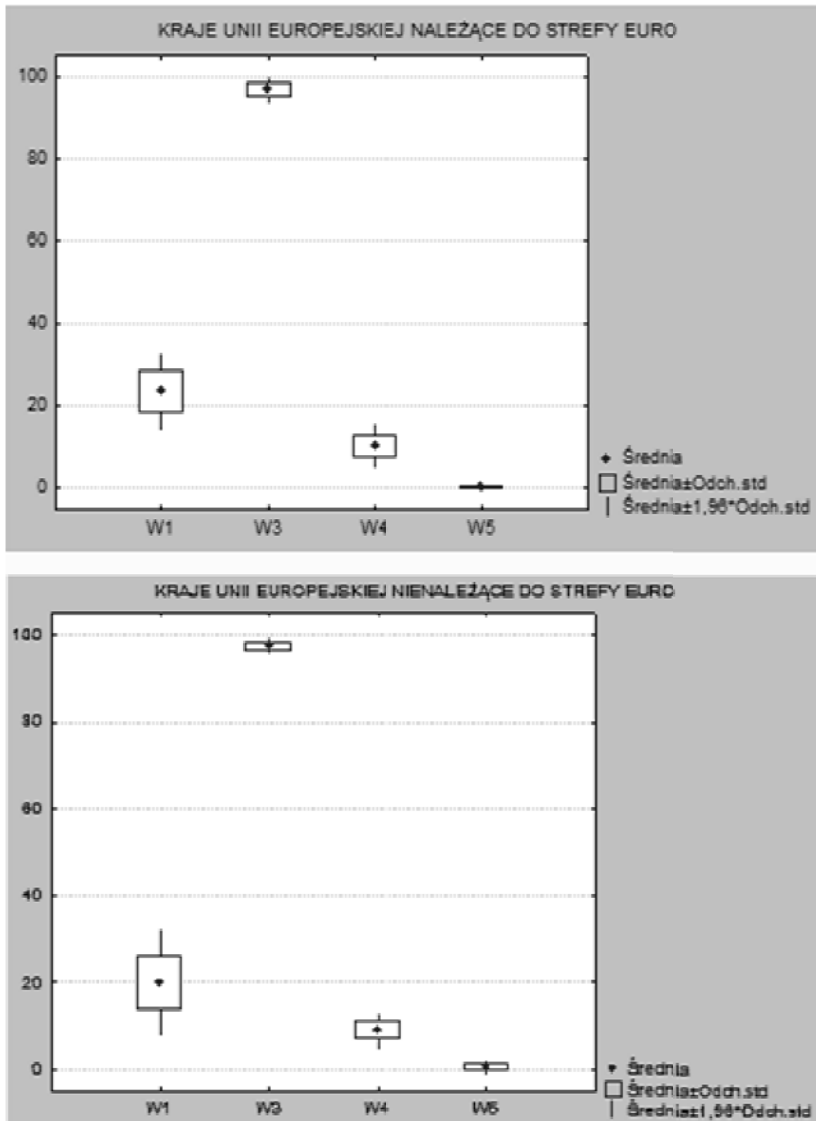 KRAJE UNII EUROPEJSKIEJ NALEŻĄCE DO STREFY EURO
100
80
60
40
20
0
W1 W3 W4 W5
Średnia
Średnia±Odch.std
Średnia±1,96*Odch.std
KRAJE UNII EUROPEJSKIEJ NIENALEŻĄCE DO STREFY EURO
100
80
60
40
20
0
W1 W3 W4 W5
Średnia
Średnia±Odch.std
Średnia±1,96*Odch.std